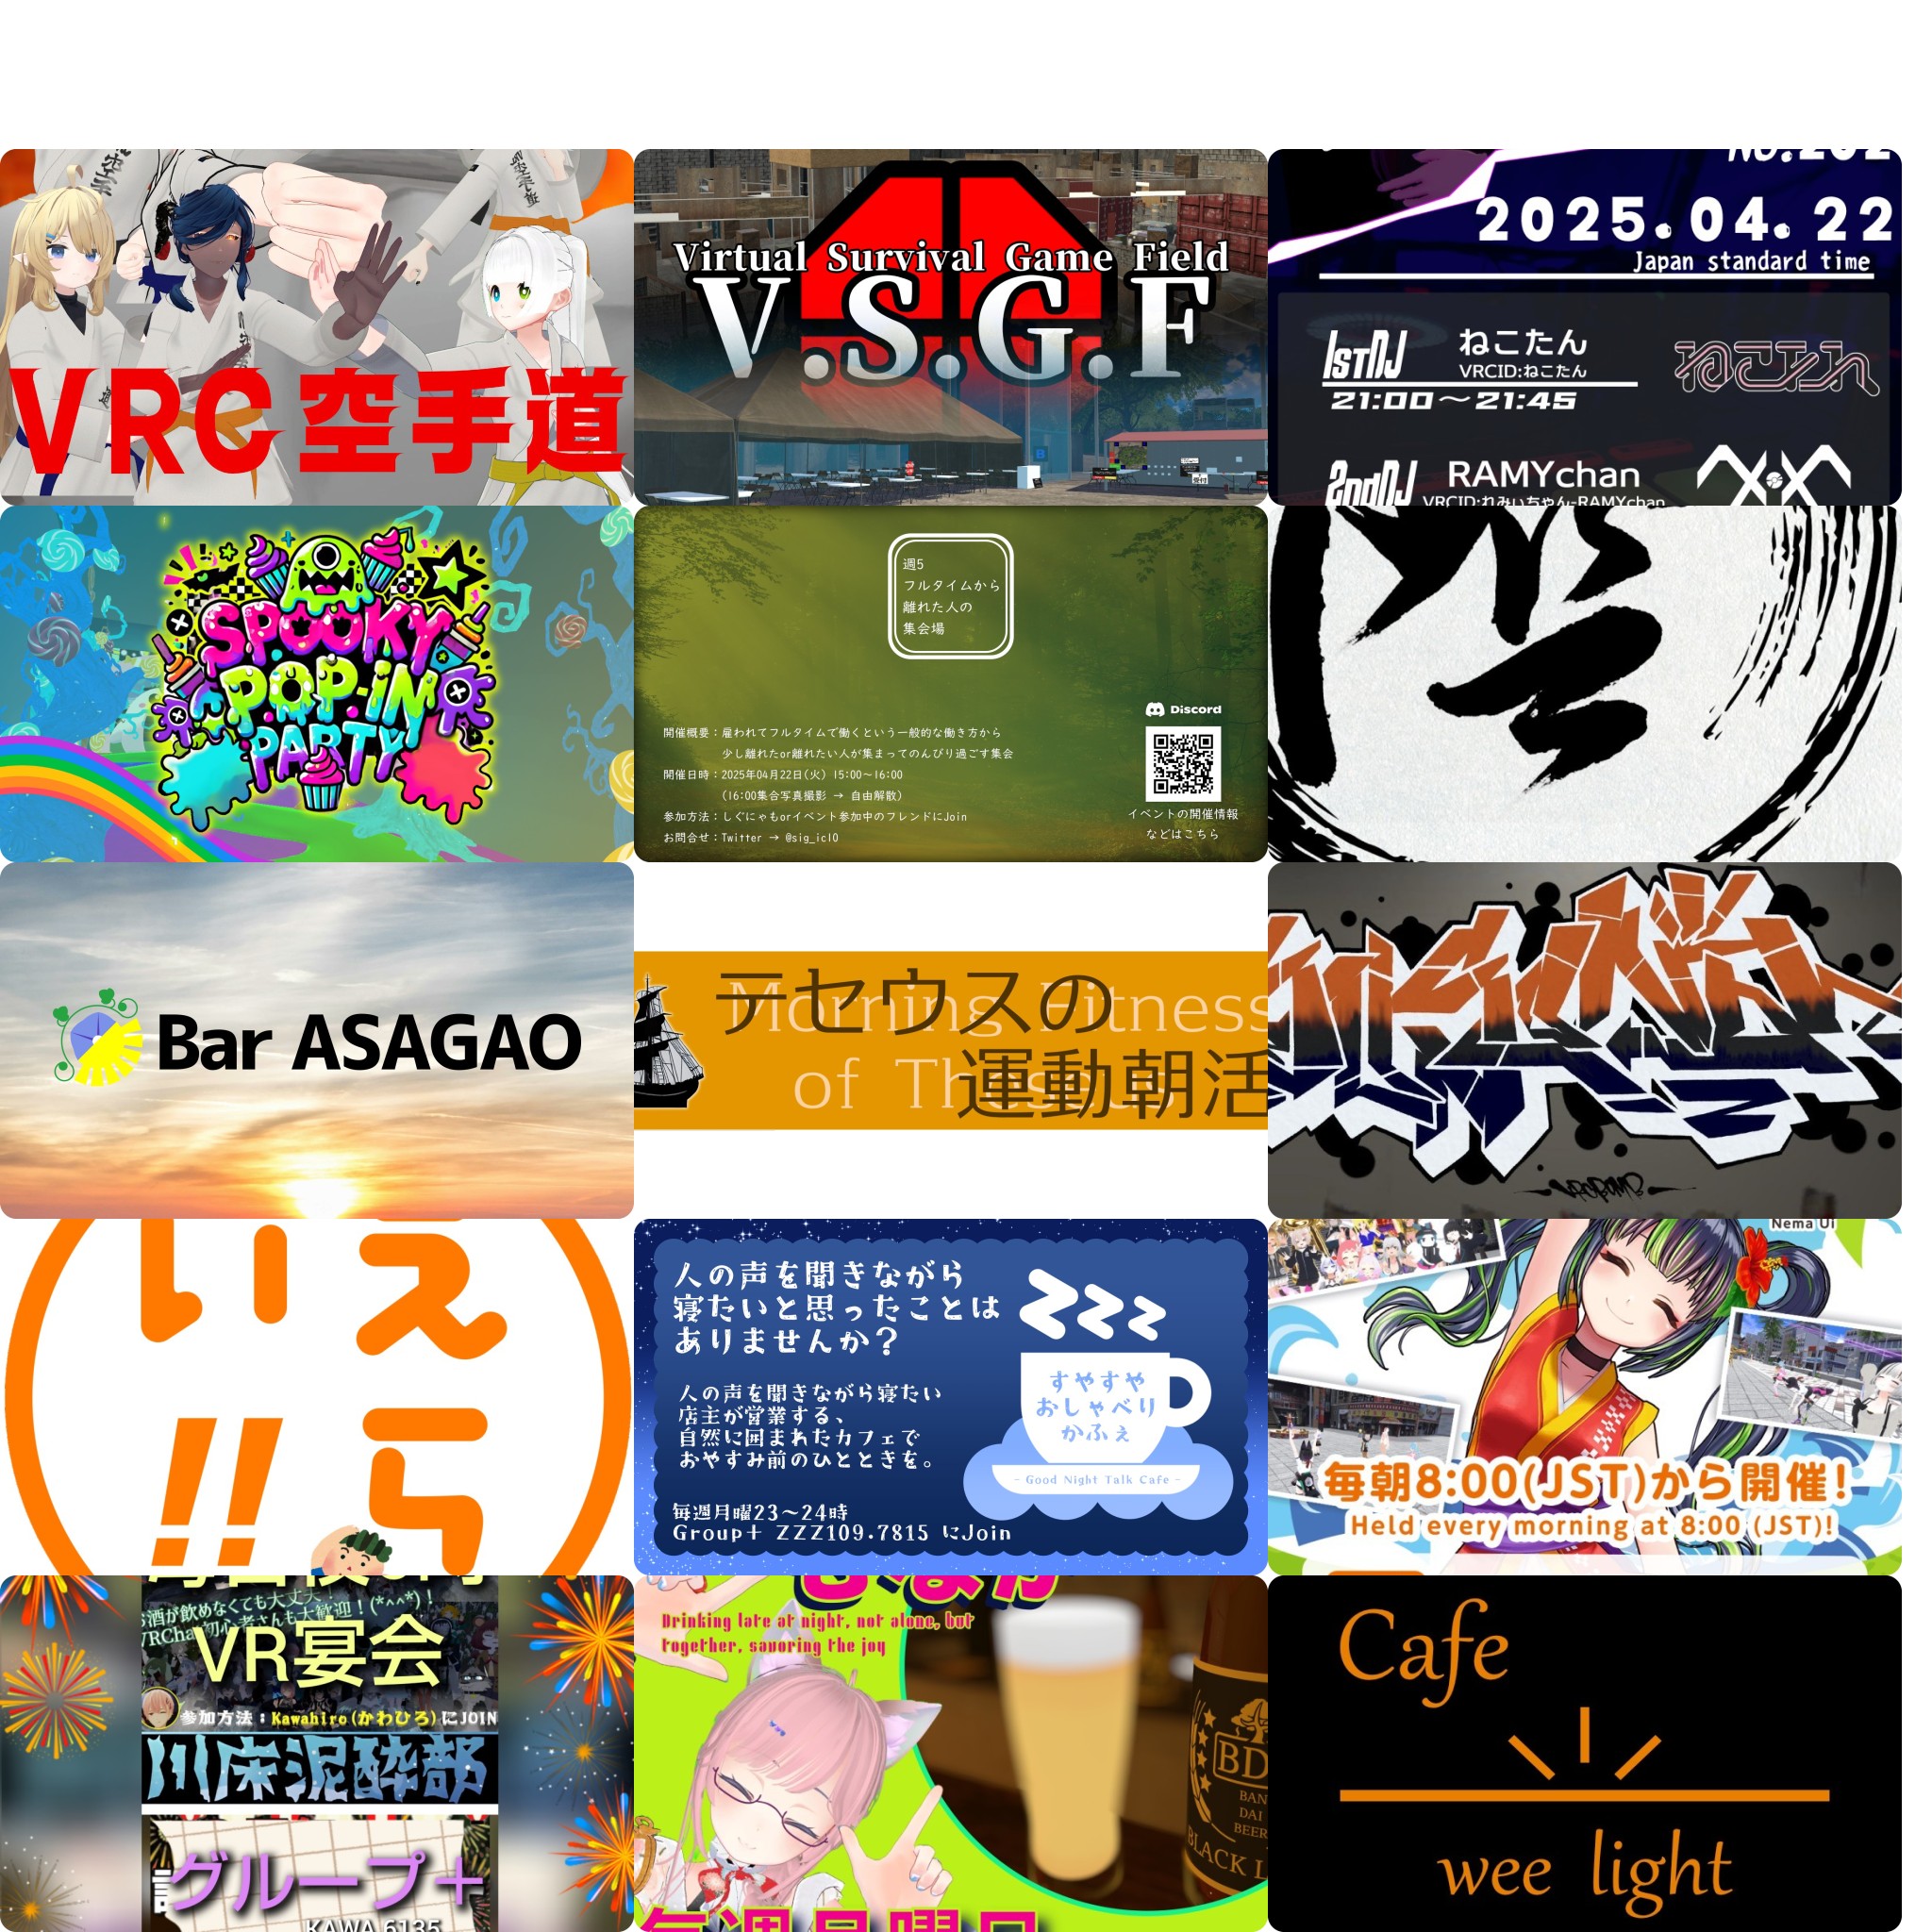 VRC空手道
Virtual Survival Game Field
V.S.G.F
2025.04.22
Japan standard time
1stDJ
ねこたん
VRCID:ねこたん
21:00～21:45
ねこたん
2ndDJ
RAMYchan
VRCID:れみぃちゃん-RAMYchan
SPOOKY
POP-IN
PARTY
週5
フルタイムから
離れた人の
集会場
Discord
開催概要：雇われてフルタイムで働くという一般的な働き方から
少し離れたor離れたい人が集まってのんびり過ごす集会
開催日時：2025年04月22日(火) 15:00～16:00
(16:00集合写真撮影 → 自由解散)
参加方法：しぐにゃもorイベント参加中のフレンドにJoin
お問合せ：Twitter → @sig_icl0
イベントの開催情報
などはこちら
Bar ASAGAO
テセウスの
Morning Fitness
運動朝活
of Theseus
いえ
!!ら
人の声を聞きながら
寝たいと思ったことは
ありませんか？
zzz
人の声を聞きながら寝たい
店主が営業する、
自然に囲まれたカフェで
おやすみ前のひとときを。
すやすや
おしゃべり
かふぇ
- Good Night Talk Cafe -
毎週月曜23～24時
Group+ ZZZ109.7815 にJoin
Nema Ui
毎朝8:00(JST)から開催！
Held every morning at 8:00 (JST)!
お酒が飲めなくても大丈夫
VRChat初心者さんも大歓迎！(*^^*)！
VR宴会
参加方法：Kawahiro(かわひろ)にJOIN
川床泥酔部
グループ＋
KAWA.6135
Drinking late at night, not alone, but
together, savoring the joy
毎週月曜日
Cafe
wee light